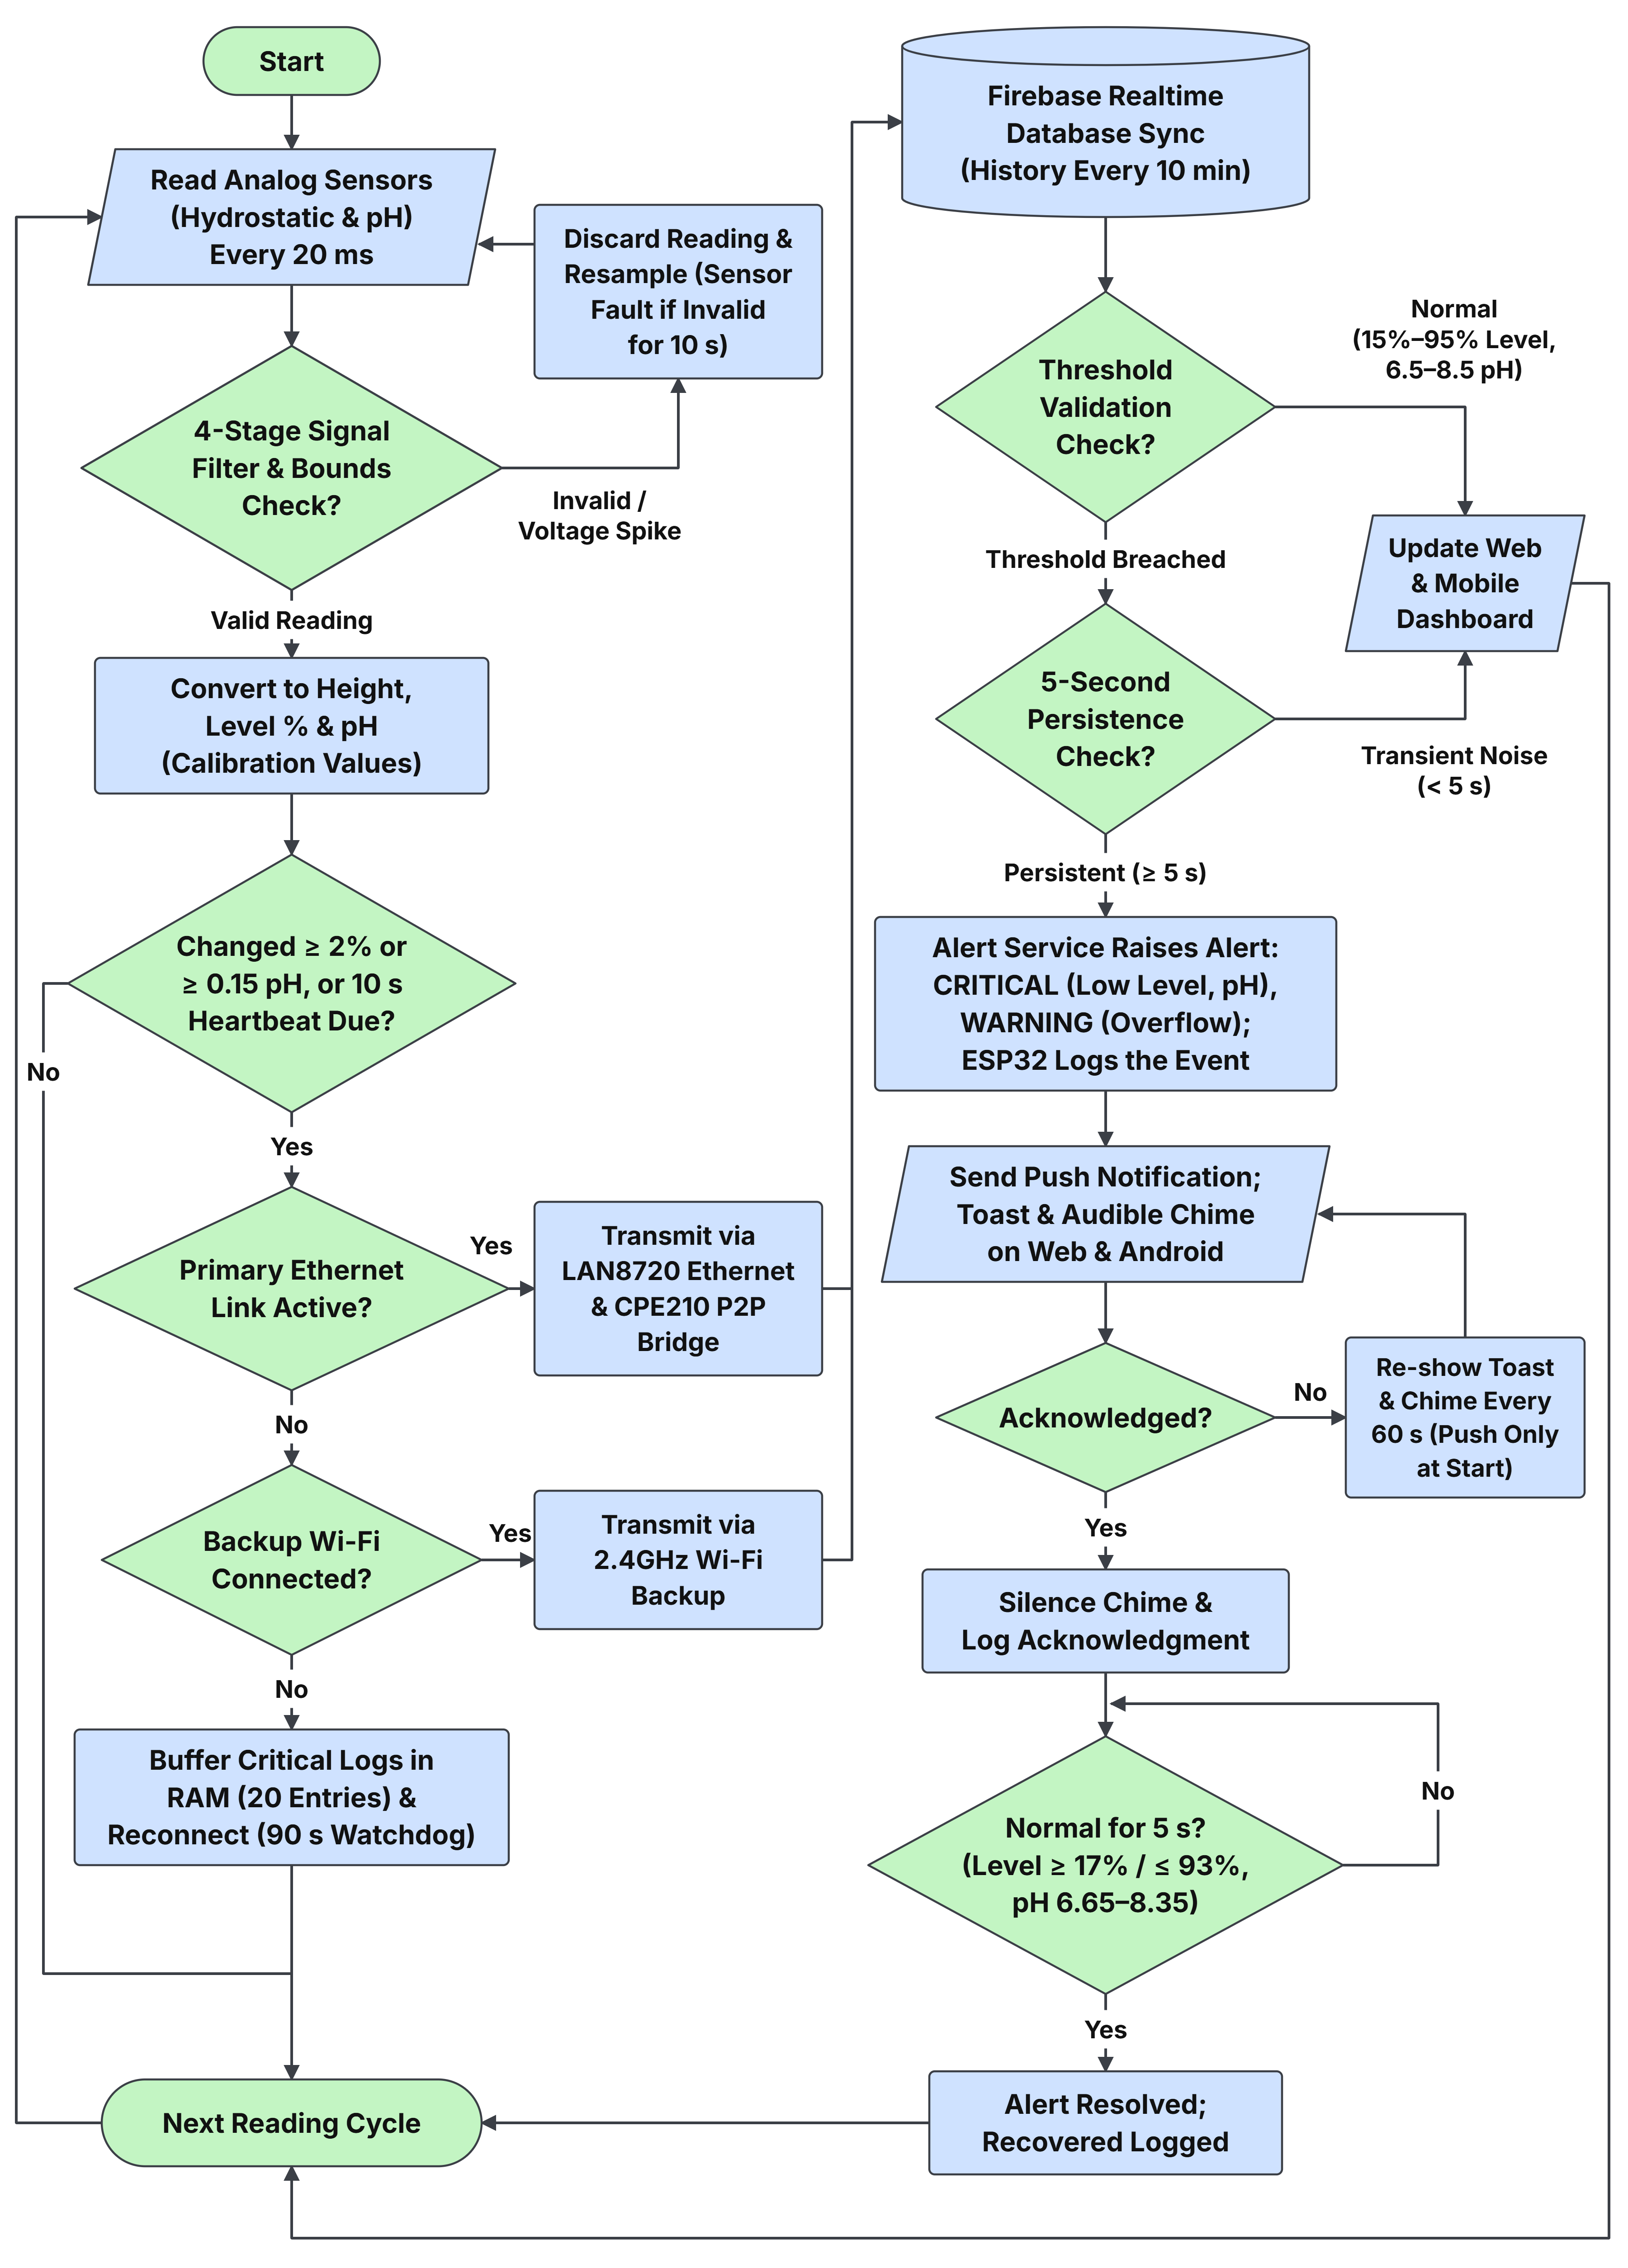 Start
Read Analog Sensors
(Hydrostatic & pH)
Every 20 ms
Discard Reading &
Resample (Sensor
Fault if Invalid
for 10 s)
4-Stage Signal
Filter & Bounds
Check?
Invalid /
Voltage Spike
Valid Reading
Convert to Height,
Level % & pH
(Calibration Values)
Changed ≥ 2% or
≥ 0.15 pH, or 10 s
Heartbeat Due?
No
Yes
Primary Ethernet
Link Active?
Yes
Transmit via
LAN8720 Ethernet
& CPE210 P2P
Bridge
No
Backup Wi-Fi
Connected?
Yes
Transmit via
2.4GHz Wi-Fi
Backup
No
Buffer Critical Logs in
RAM (20 Entries) &
Reconnect (90 s Watchdog)
Next Reading Cycle
Firebase Realtime
Database Sync
(History Every 10 min)
Threshold
Validation
Check?
Normal
(15%–95% Level,
6.5–8.5 pH)
Threshold Breached
Update Web
& Mobile
Dashboard
5-Second
Persistence
Check?
Transient Noise
(< 5 s)
Persistent (≥ 5 s)
Alert Service Raises Alert:
CRITICAL (Low Level, pH),
WARNING (Overflow);
ESP32 Logs the Event
Send Push Notification;
Toast & Audible Chime
on Web & Android
Acknowledged?
No
Re-show Toast
& Chime Every
60 s (Push Only
at Start)
Yes
Silence Chime &
Log Acknowledgment
Normal for 5 s?
(Level ≥ 17% / ≤ 93%,
pH 6.65–8.35)
No
Yes
Alert Resolved;
Recovered Logged